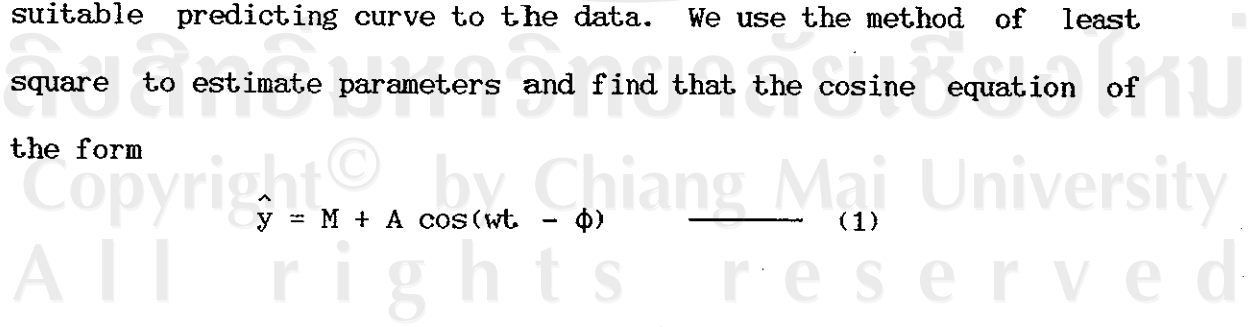 suitable predicting curve to the data. We use the method of least
ลิขสิทธิ์มหาวิทยาลัยเชียงใหม่
square to estimate parameters and find that the cosine equation of
the form
Copyright© by Chiang Mai University
ŷ = M + A cos(wt - ϕ) ——— (1)
All rights reserved